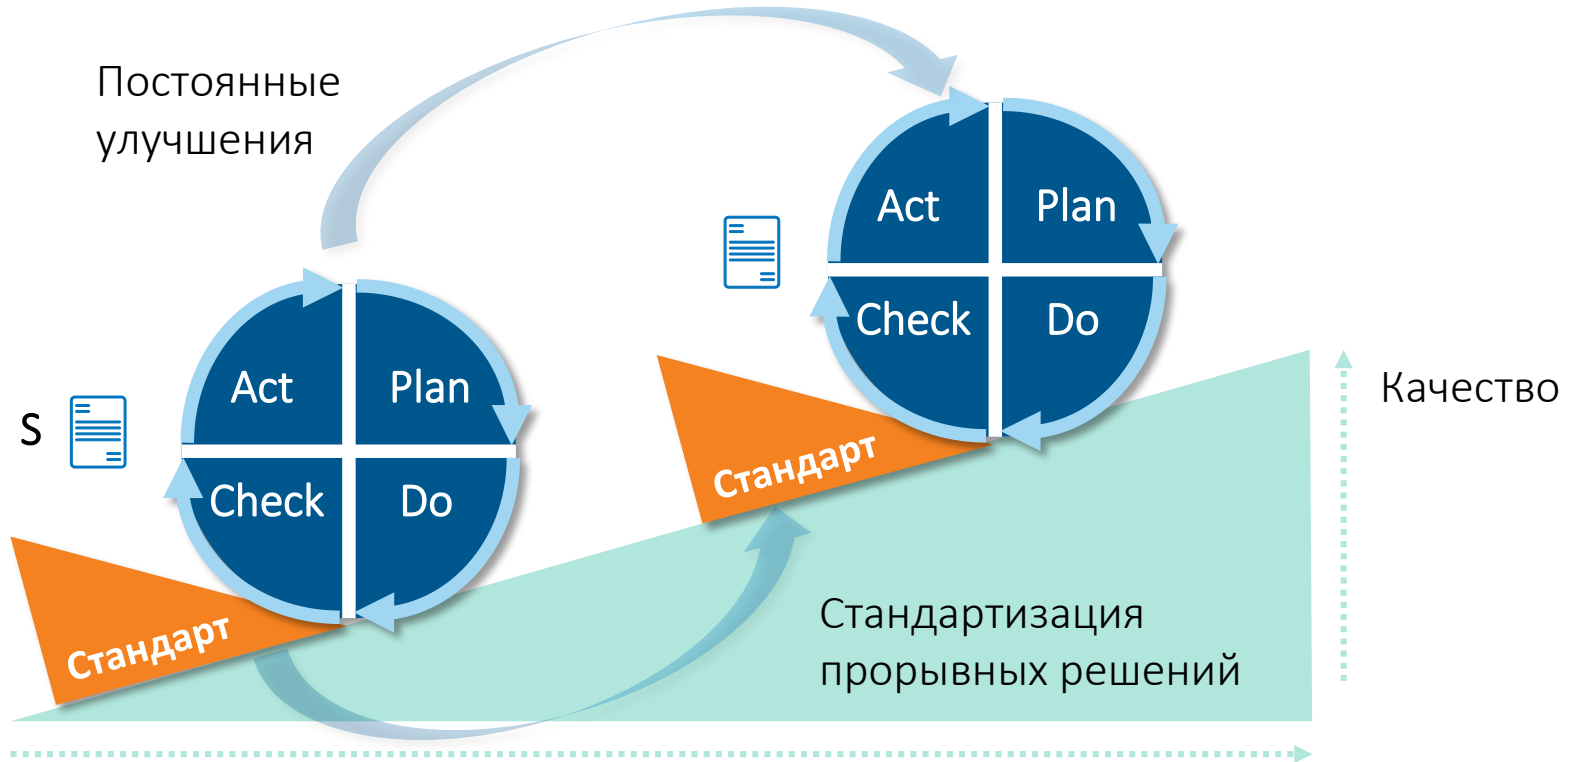 Постоянные
улучшения
Act
Plan
Check
Do
Стандарт
Качество
S
Act
Plan
Check
Do
Стандарт
Стандартизация
прорывных решений